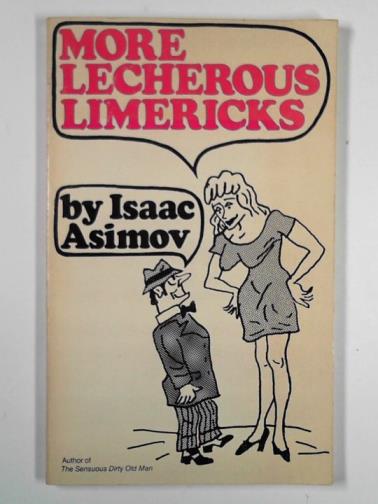 MORE
LECHEROUS
LIMERICKS
by Isaac
Asimov
Author of
The Sensuous Dirty Old Man